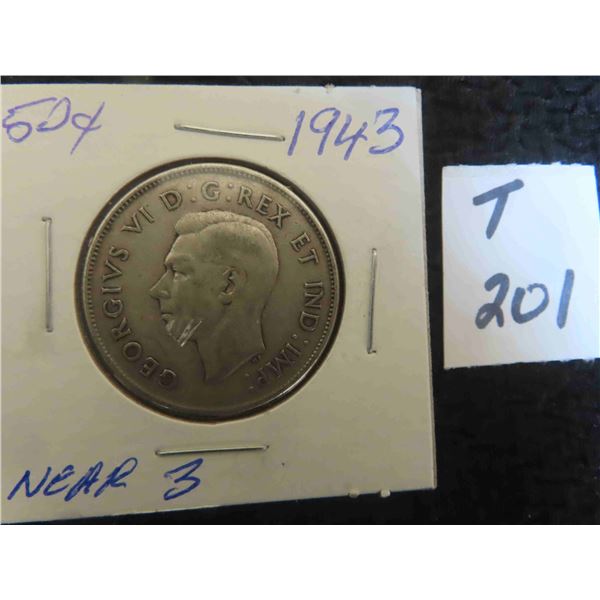 50¢ 1943
GEORGIVS VI D:G:REX ET IND:IMP:
NEAR 3
T
201